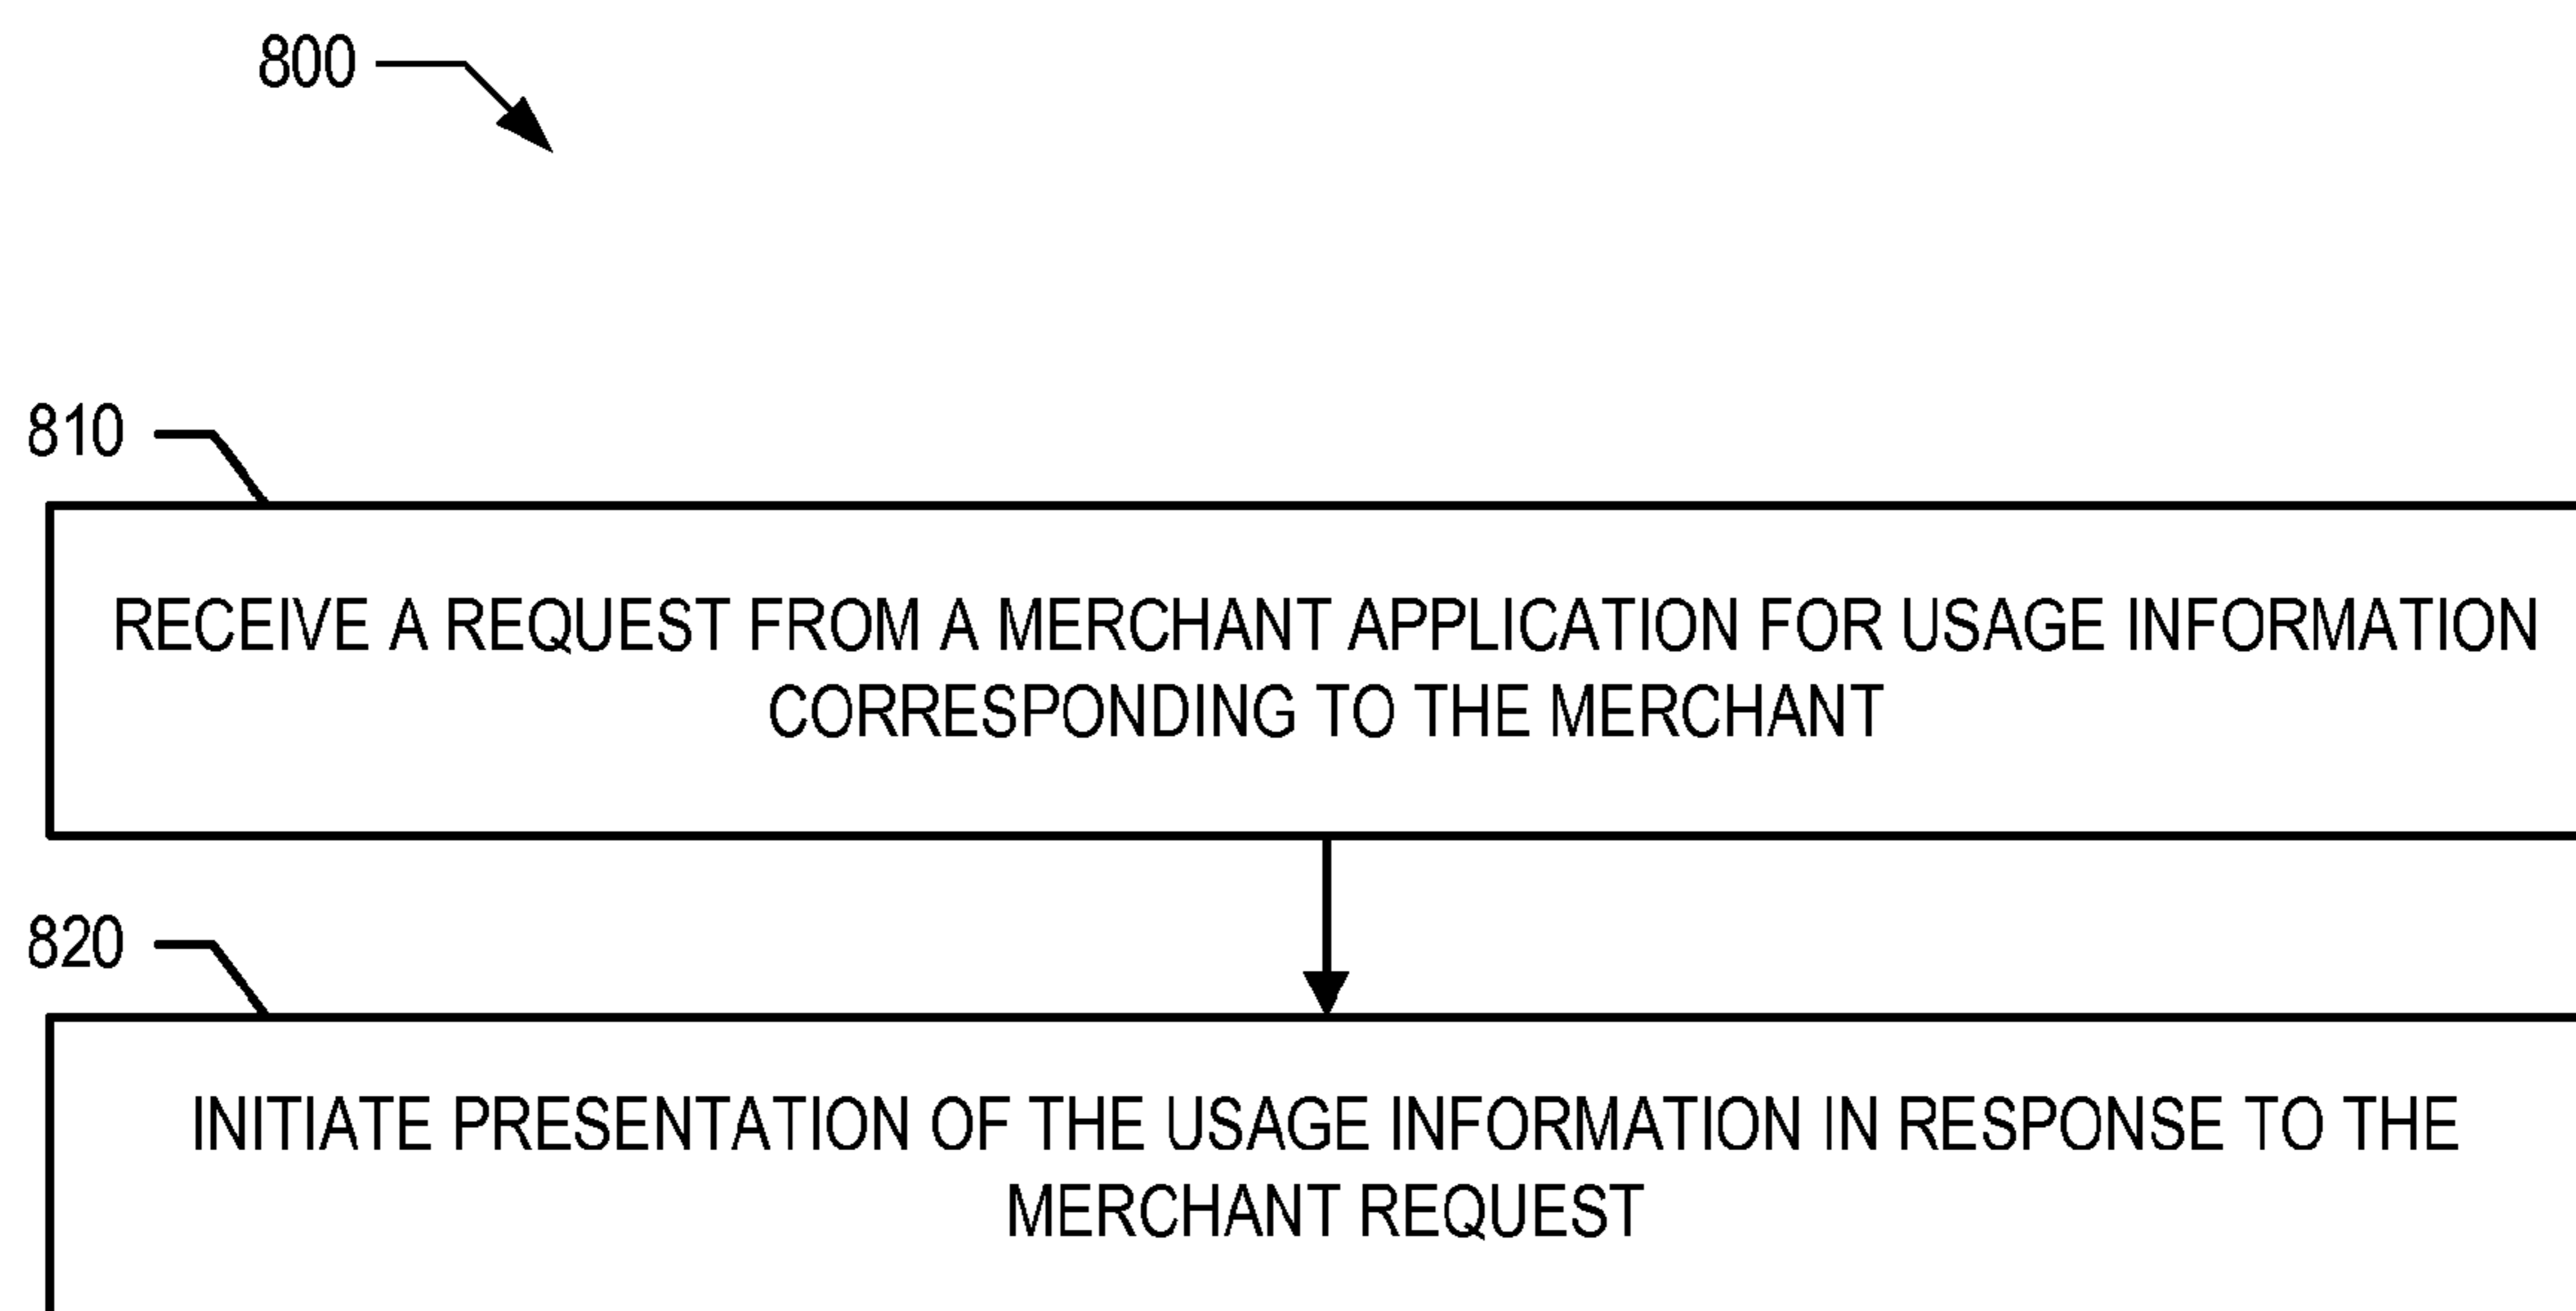 800
810
RECEIVE A REQUEST FROM A MERCHANT APPLICATION FOR USAGE INFORMATION
CORRESPONDING TO THE MERCHANT
820
INITIATE PRESENTATION OF THE USAGE INFORMATION IN RESPONSE TO THE
MERCHANT REQUEST